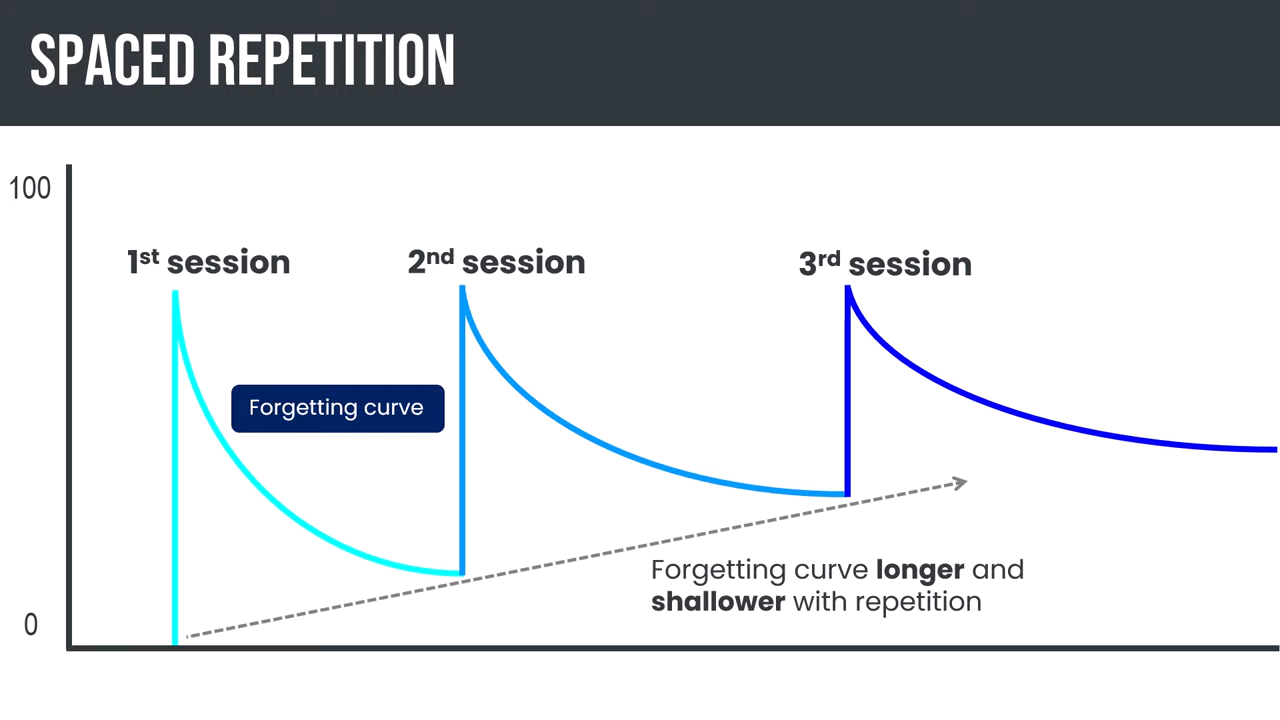 SPACED REPETITION
100
1st session
2nd session
3rd session
Forgetting curve
Forgetting curve longer and
shallower with repetition
0